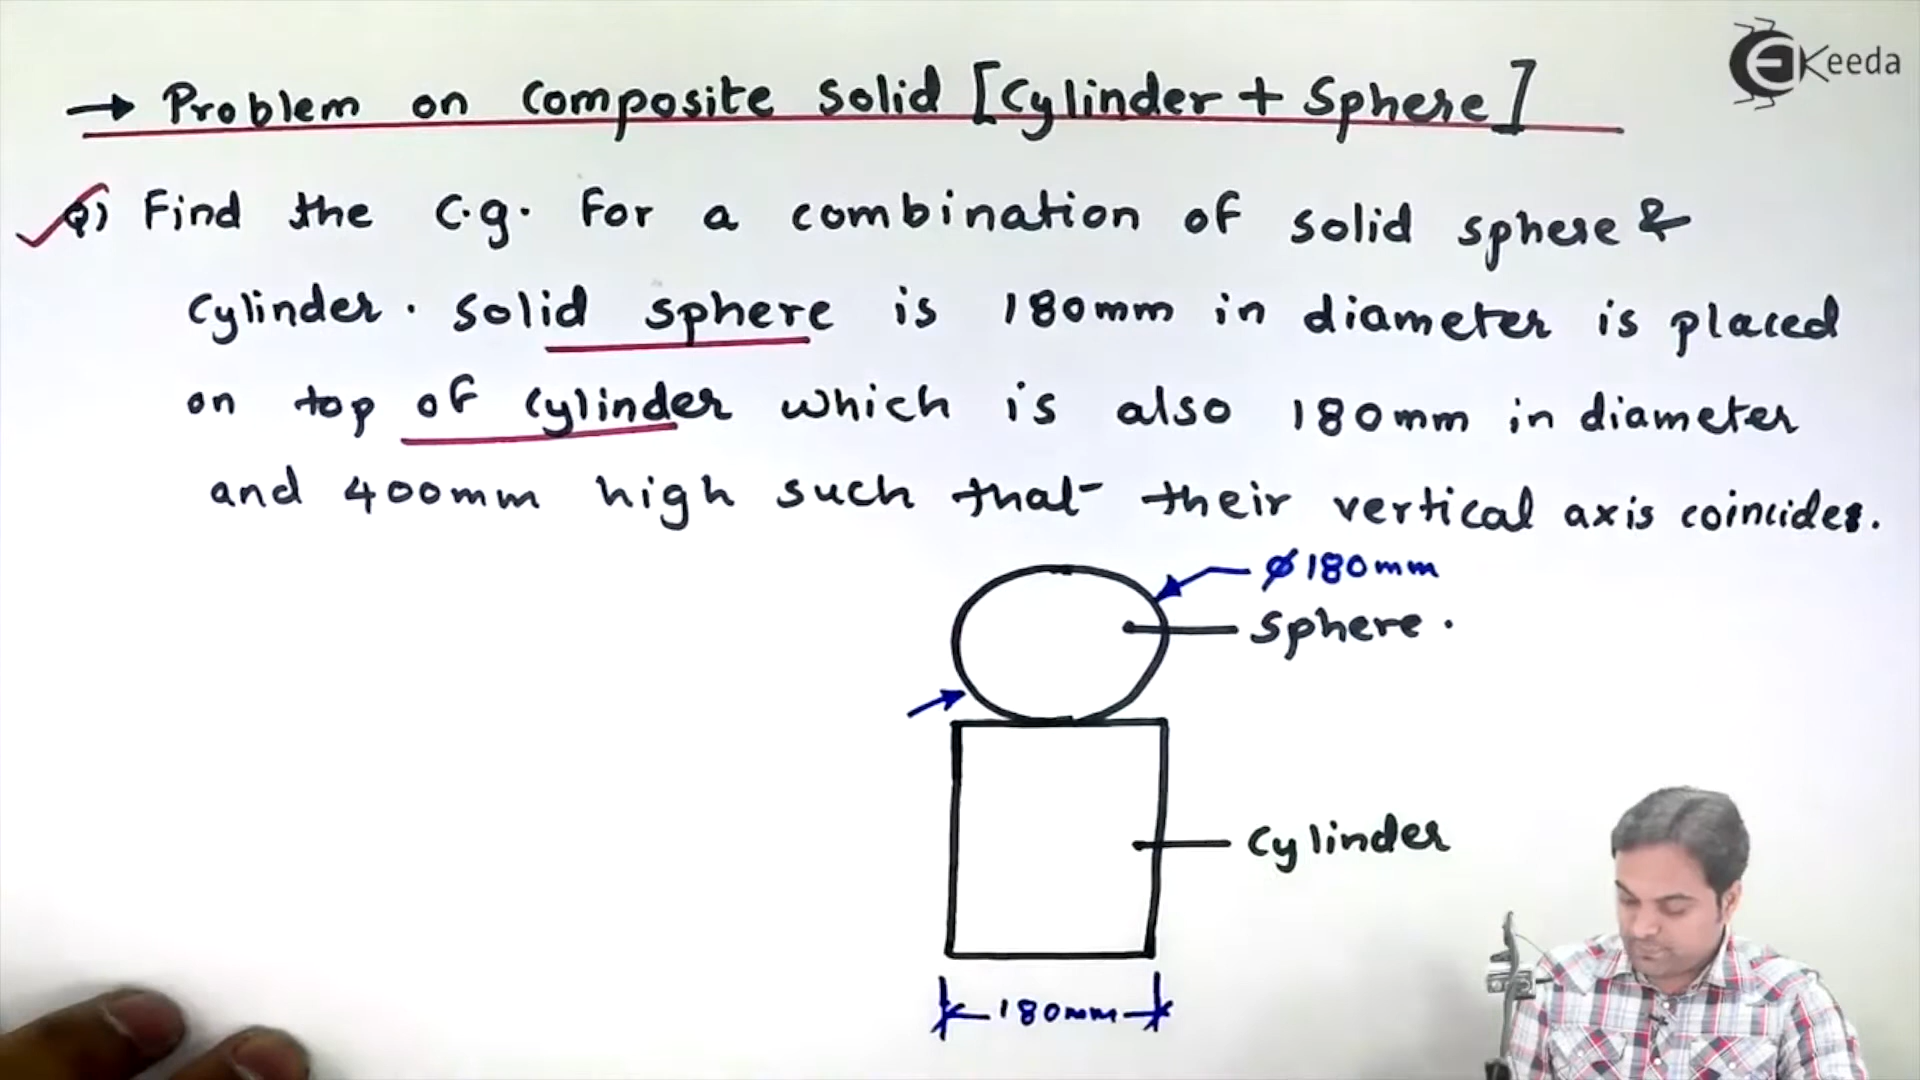 → Problem on Composite Solid [Cylinder + Sphere]
EKeeda
Q) Find the C.g. For a combination of solid sphere &
Cylinder. Solid sphere is 180mm in diameter is placed
on top of cylinder which is also 180mm in diameter
and 400mm high such that their vertical axis coincides.
⌀180mm
Sphere.
Cylinder
180mm